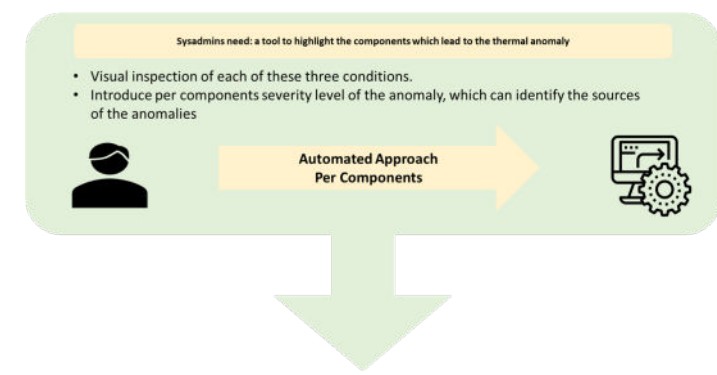 Sysadmins need: a tool to highlight the components which lead to the thermal anomaly
• Visual inspection of each of these three conditions.
• Introduce per components severity level of the anomaly, which can identify the sources
of the anomalies
Automated Approach
Per Components